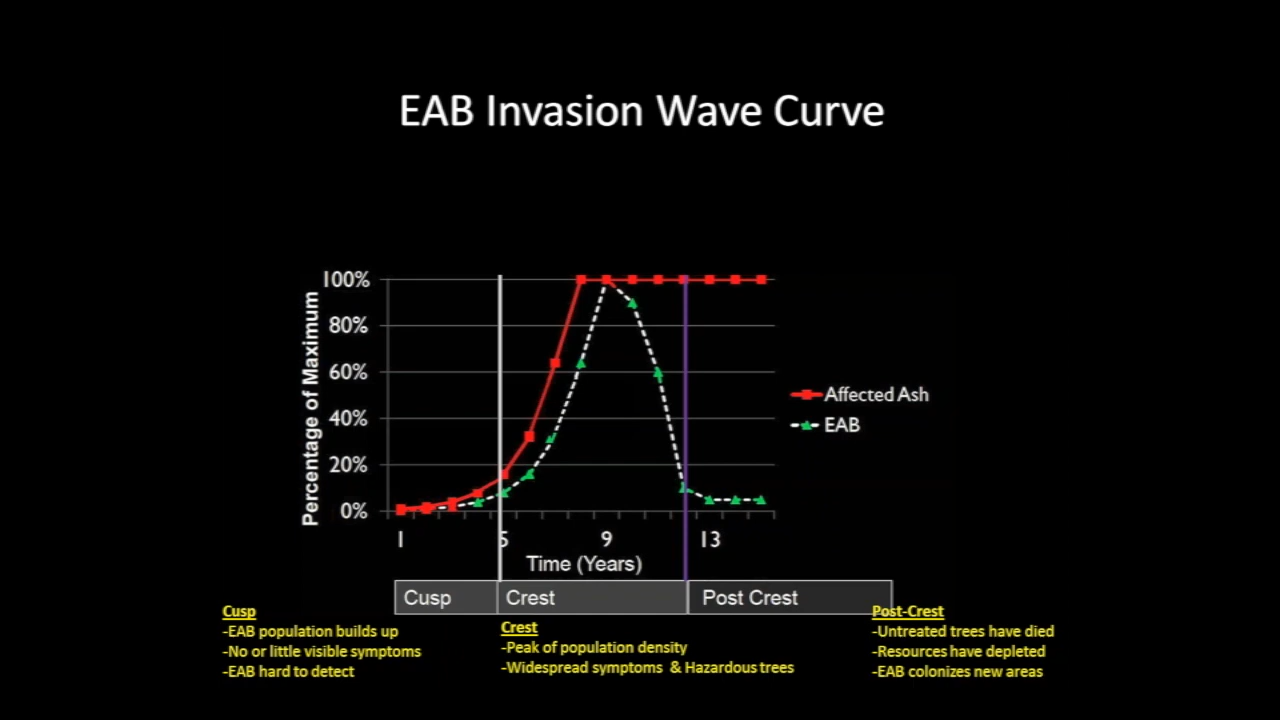 EAB Invasion Wave Curve
Percentage of Maximum
100%
80%
60%
40%
20%
0%
1 5 9 13
Time (Years)
Affected Ash
EAB
Cusp Crest Post Crest
Cusp
-EAB population builds up
-No or little visible symptoms
-EAB hard to detect
Crest
-Peak of population density
-Widespread symptoms & Hazardous trees
Post-Crest
-Untreated trees have died
-Resources have depleted
-EAB colonizes new areas